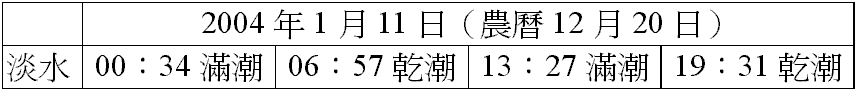 2004 年 1 月 11 日（農曆 12 月 20 日）
淡水 00：34 滿潮 06：57 乾潮 13：27 滿潮 19：31 乾潮